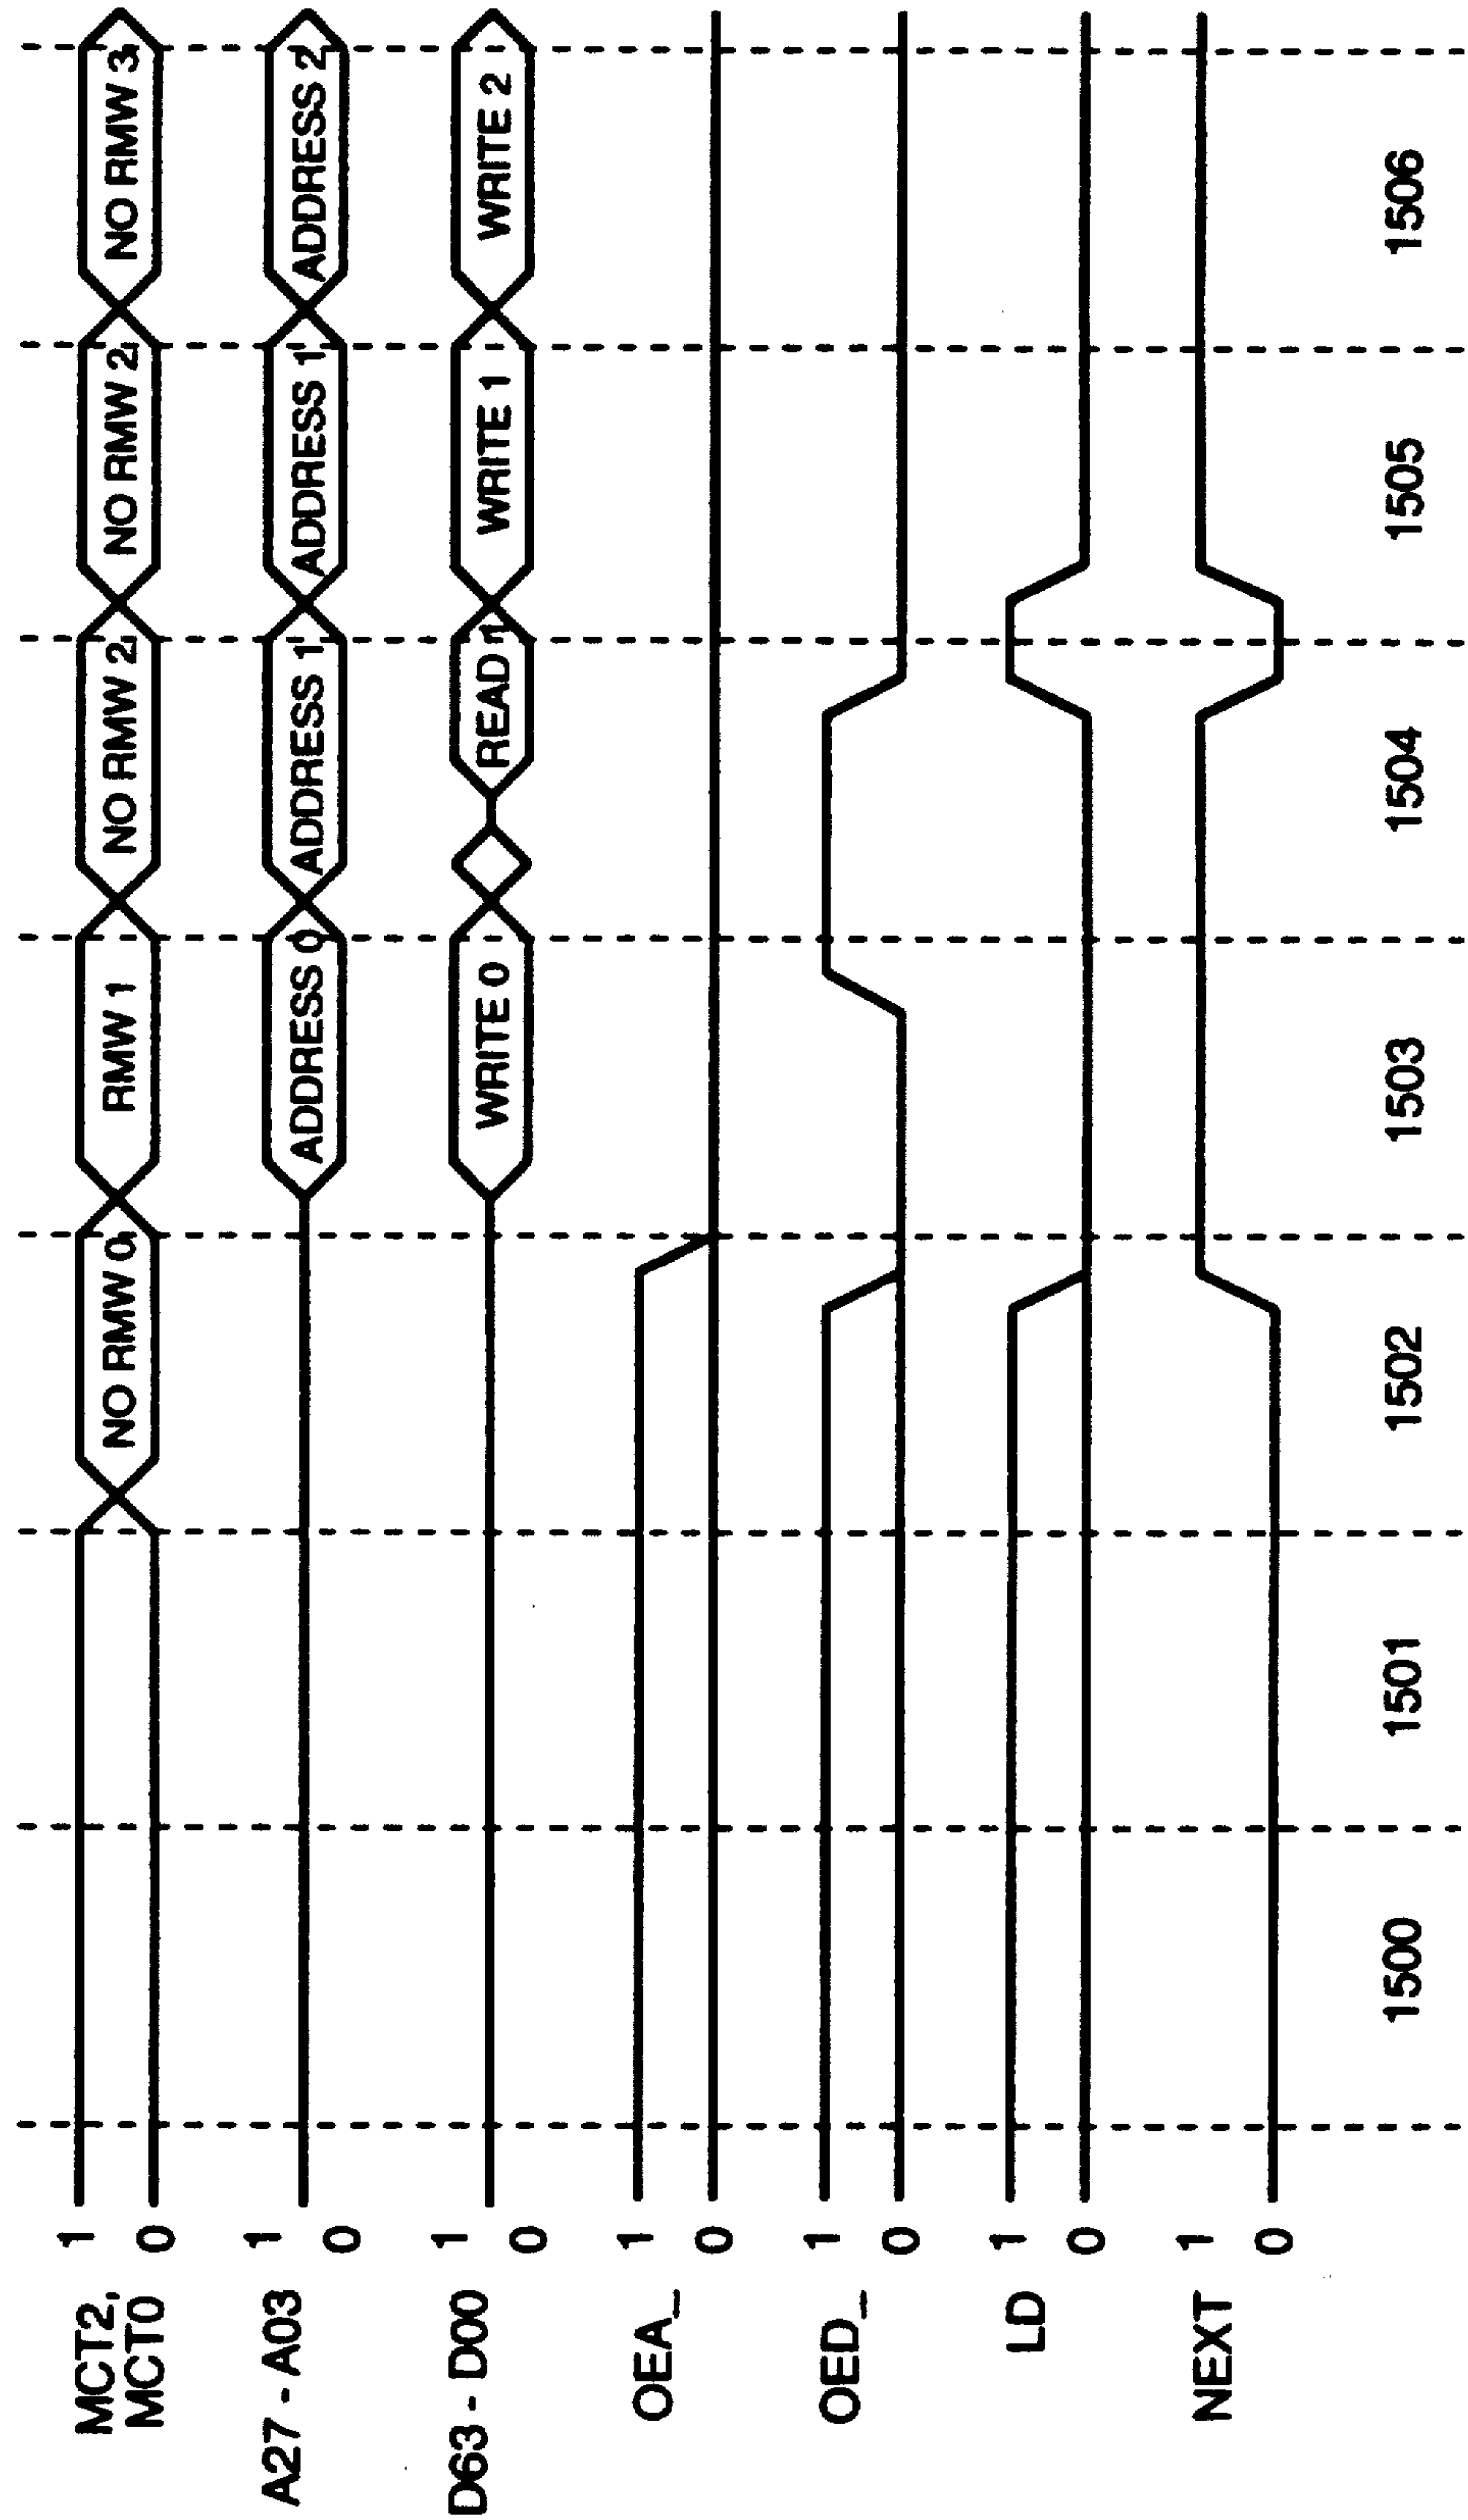 MCT2,
MCT0
1
0
NO RMW 0
RMW 1
NO RMW 2
NO RMW 2
NO RMW 3
A27 - A03
1
0
ADDRESS 0
ADDRESS 1
ADDRESS 1
ADDRESS 2
D63 - D00
1
0
WRITE 0
READ 1
WRITE 1
WRITE 2
OEA_
1
0
OED_
1
0
LD
1
0
NEXT
1
0
1500
1501
1502
1503
1504
1505
1506